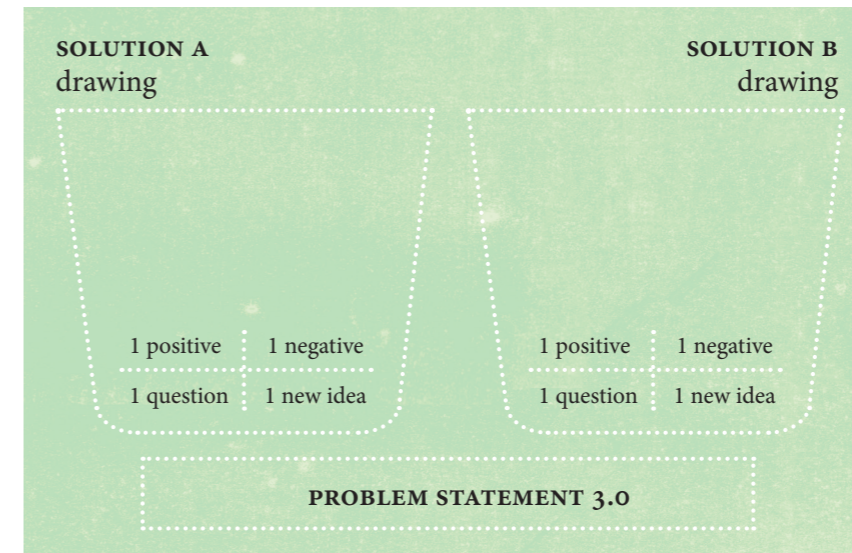 SOLUTION A
drawing
SOLUTION B
drawing
1 positive 1 negative
1 question 1 new idea
1 positive 1 negative
1 question 1 new idea
PROBLEM STATEMENT 3.0